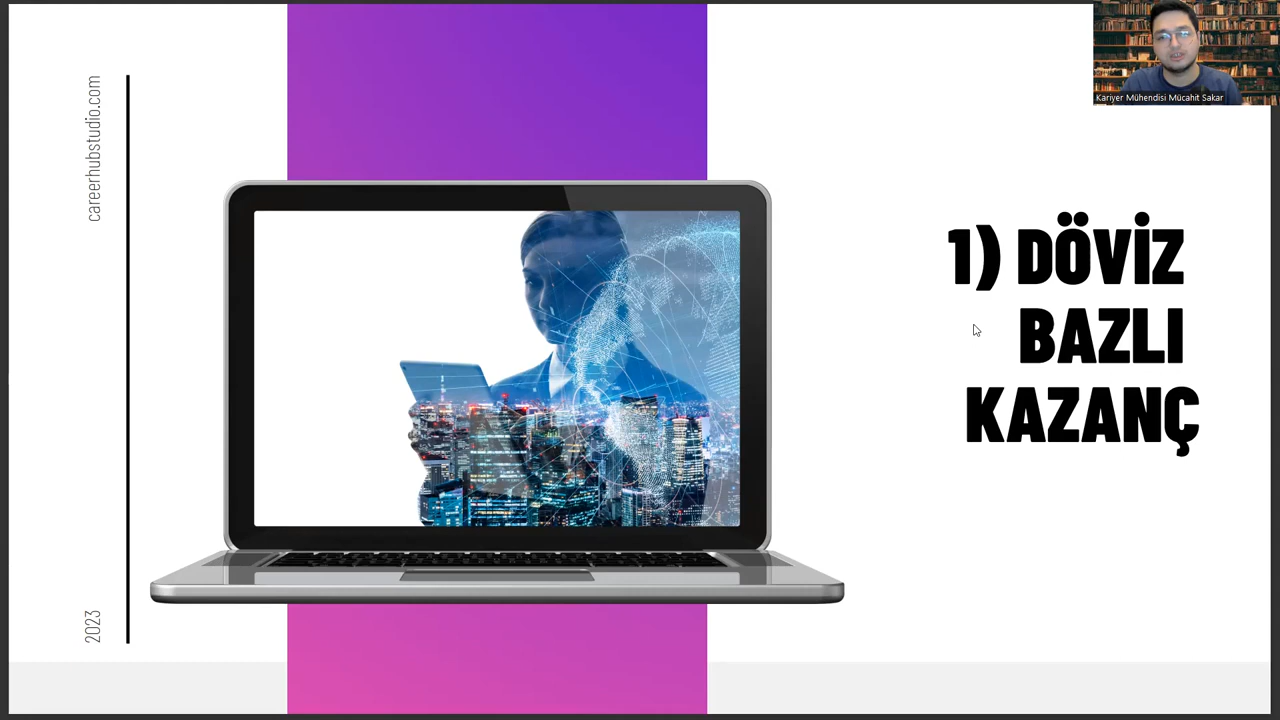 careerhubstudio.com
2023
1) DÖVİZ
BAZLI
KAZANÇ
Kariyer Mühendisi Mücahit Sakar